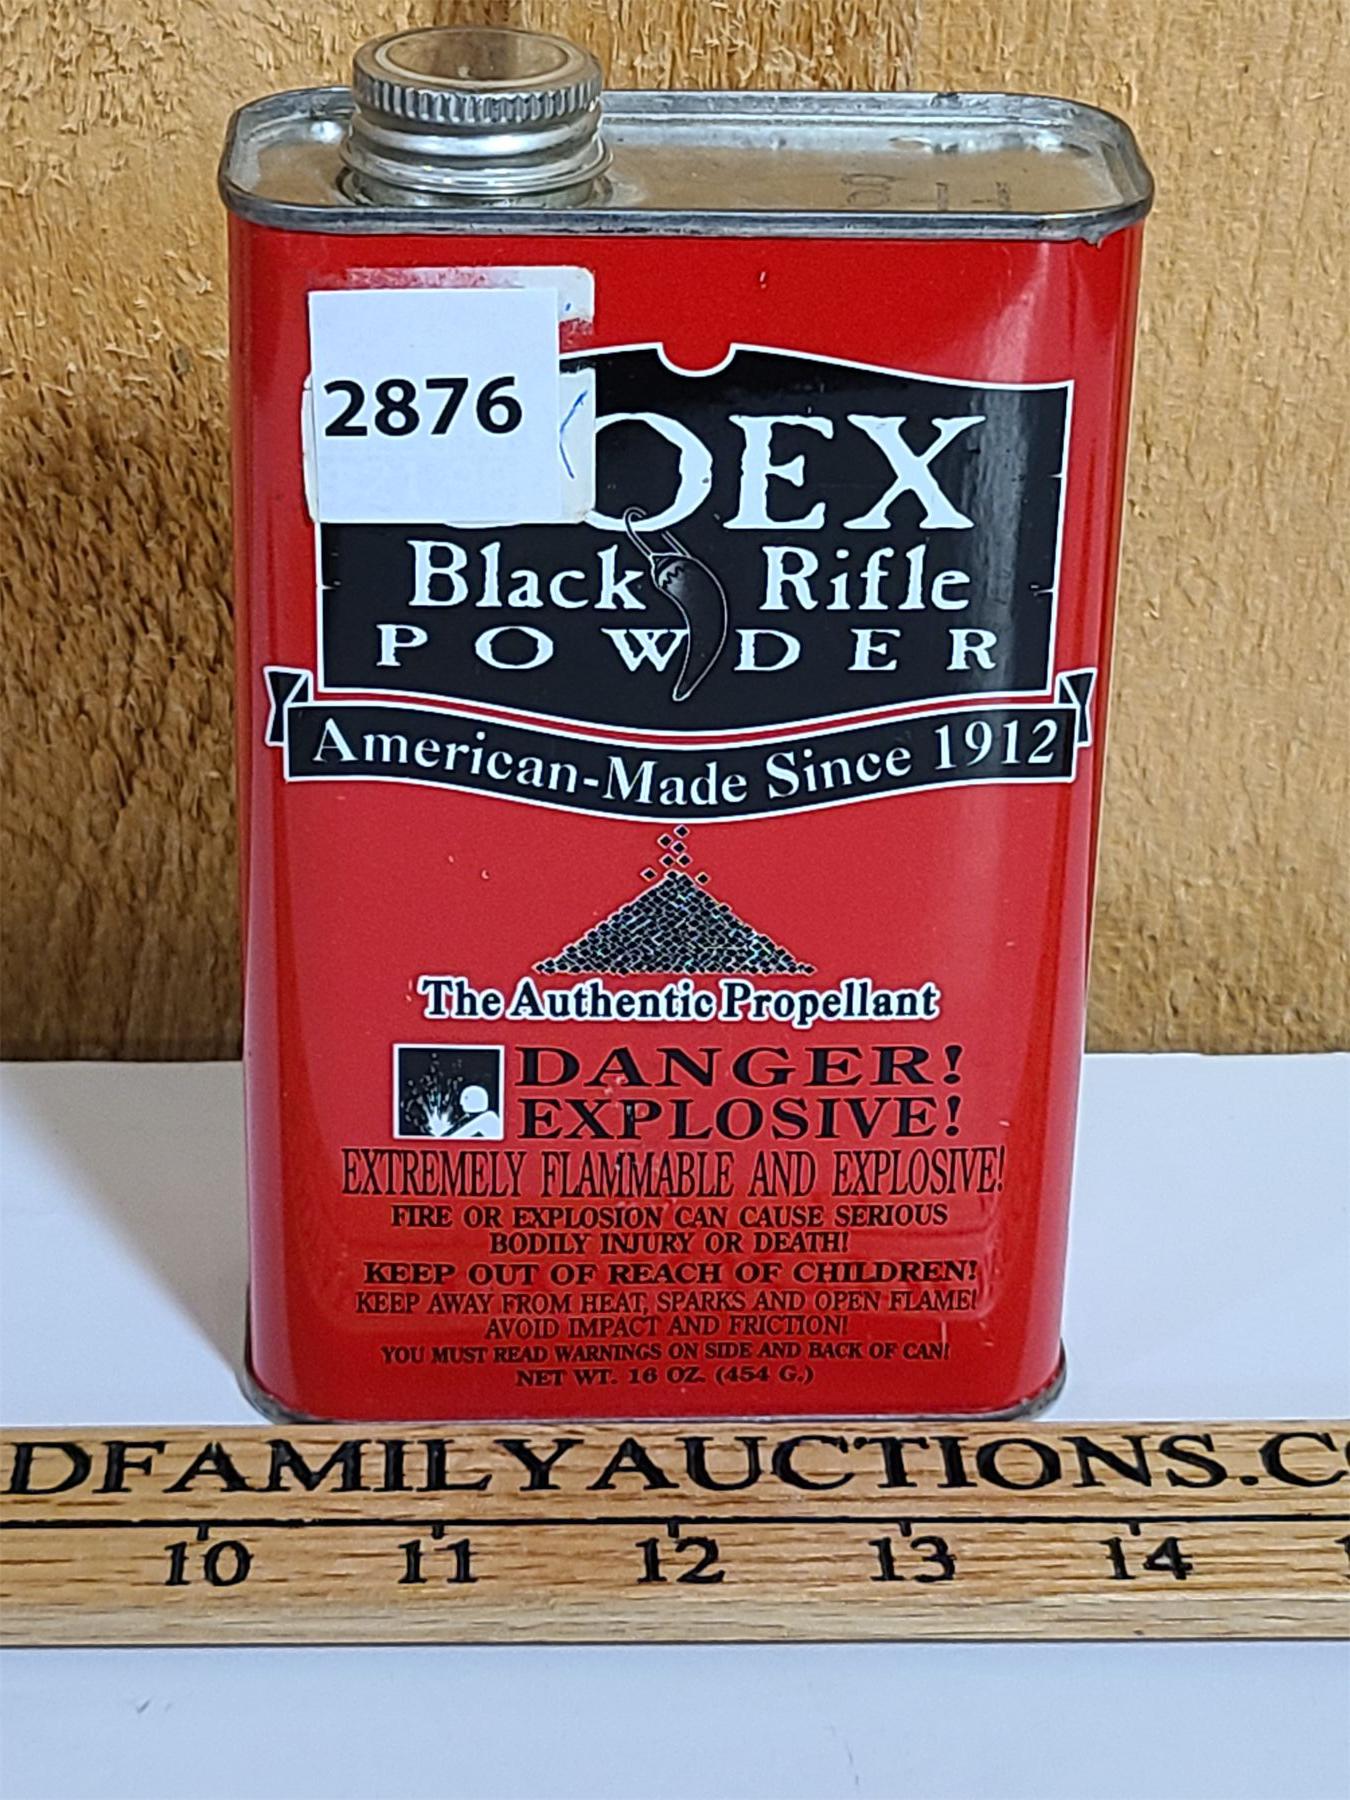 2876
OEX
Black Rifle
POWDER
American-Made Since 1912
The Authentic Propellant
DANGER!
EXPLOSIVE!
EXTREMELY FLAMMABLE AND EXPLOSIVE!
FIRE OR EXPLOSION CAN CAUSE SERIOUS
BODILY INJURY OR DEATH!
KEEP OUT OF REACH OF CHILDREN!
KEEP AWAY FROM HEAT, SPARKS AND OPEN FLAME!
AVOID IMPACT AND FRICTION!
YOU MUST READ WARNINGS ON SIDE AND BACK OF CAN!
NET WT. 16 OZ. (454 G.)
DFAMILYAUCTIONS.C
10 11 12 13 14